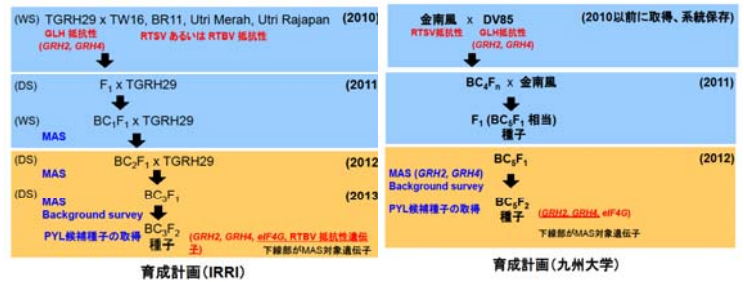 (WS) TGRH29 x TW16, BR11, Utri Merah, Utri Rajapan (2010)
GLH 抵抗性
(GRH2, GRH4)
RTSV あるいは RTBV 抵抗性
(DS) F1 x TGRH29 (2011)
(WS) BC1F1 x TGRH29
MAS
(DS) BC2F1 x TGRH29 (2012)
MAS
(DS) BC3F1 (2013)
MAS
Background survey
PYL候補種子の取得
BC3F2
種子
(GRH2, GRH4, eIF4G, RTBV 抵抗性遺伝
子)
下線部がMAS対象遺伝子
育成計画(IRRI)
(2010以前に取得、系統保存)
金南風 x DV85
RTSV抵抗性
GLH抵抗性
(GRH2, GRH4)
BC4Fn x 金南風 (2011)
F1 (BC5F1 相当)
種子
BC5F1 (2012)
MAS (GRH2, GRH4)
Background survey
PYL候補種子の取得
BC5F2
種子
(GRH2, GRH4, eIF4G)
下線部がMAS対象遺伝子
育成計画(九州大学)